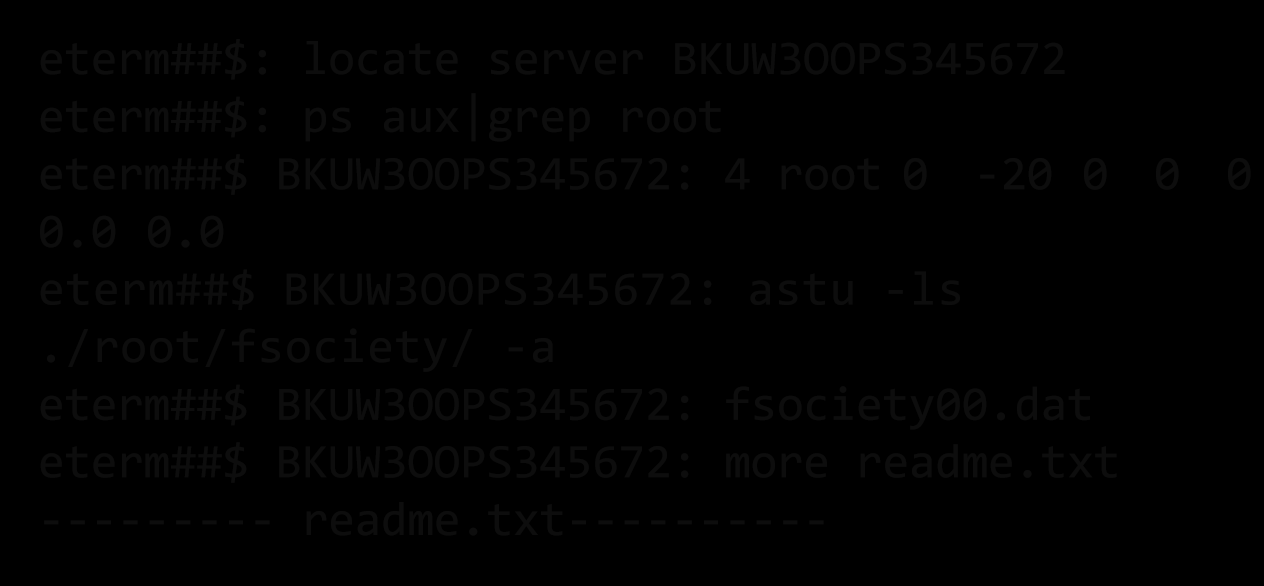 eterm##$: locate server BKUW3OOPS345672
eterm##$: ps aux|grep root
eterm##$ BKUW3OOPS345672: 4 root 0 -20 0 0 0
0.0 0.0
eterm##$ BKUW3OOPS345672: astu -ls
./root/fsociety/ -a
eterm##$ BKUW3OOPS345672: fsociety00.dat
eterm##$ BKUW3OOPS345672: more readme.txt
--------- readme.txt----------